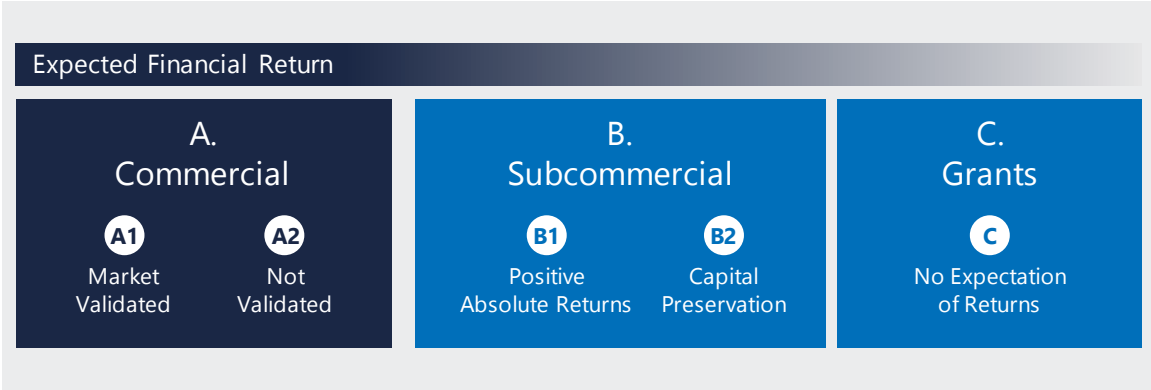 Expected Financial Return
A.
Commercial
A1
Market
Validated
A2
Not
Validated
B.
Subcommercial
B1
Positive
Absolute Returns
B2
Capital
Preservation
C.
Grants
C
No Expectation
of Returns